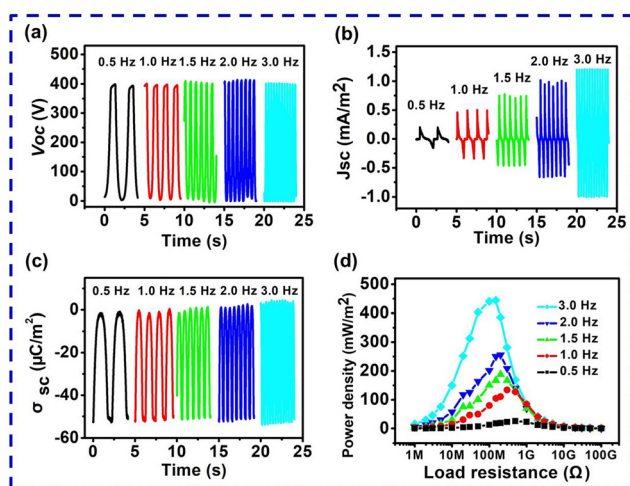 (a)
500
400
300
200
100
0
Voc (V)
0.5 Hz 1.0 Hz 1.5 Hz 2.0 Hz 3.0 Hz
0 5 10 15 20 25
Time (s)
(b)
1.5
1.0
0.5
0.0
-0.5
-1.0
Jsc (mA/m²)
0.5 Hz
1.0 Hz
1.5 Hz
2.0 Hz
3.0 Hz
0 5 10 15 20 25
Time (s)
(c)
0
-20
-40
-60
σ sc (μC/m²)
0.5 Hz 1.0 Hz 1.5 Hz 2.0 Hz 3.0 Hz
0 5 10 15 20 25
Time (s)
(d)
500
400
300
200
100
0
Power density (mW/m²)
3.0 Hz
2.0 Hz
1.5 Hz
1.0 Hz
0.5 Hz
1M 10M 100M 1G 10G 100G
Load resistance (Ω)